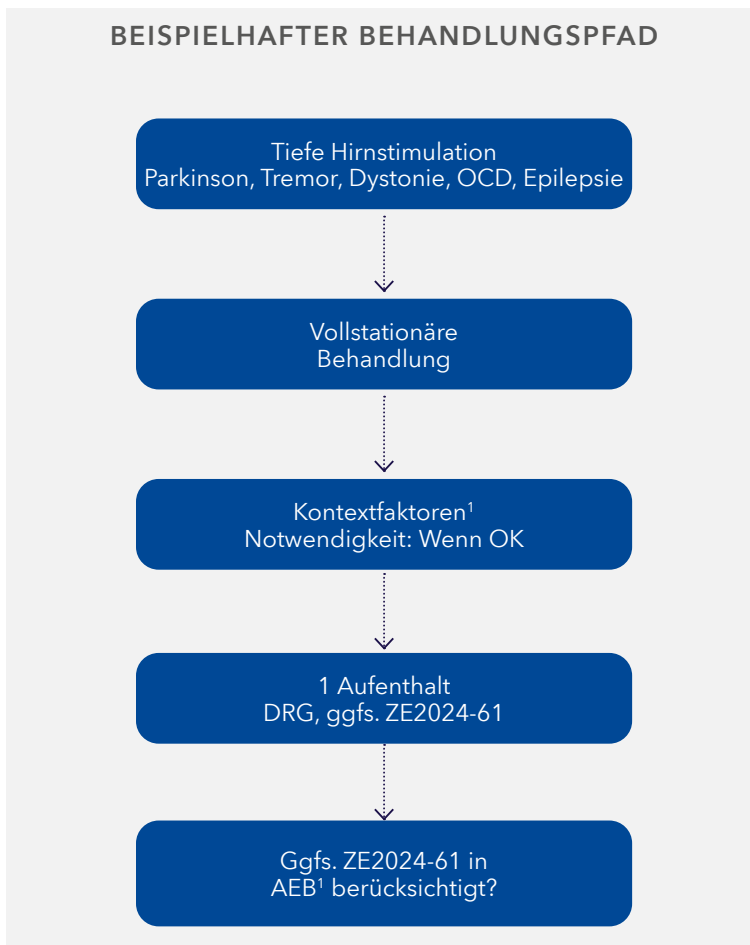 BEISPIELHAFTER BEHANDLUNGSPFAD
Tiefe Hirnstimulation
Parkinson, Tremor, Dystonie, OCD, Epilepsie
Vollstationäre
Behandlung
Kontextfaktoren¹
Notwendigkeit: Wenn OK
1 Aufenthalt
DRG, ggfs. ZE2024-61
Ggfs. ZE2024-61 in
AEB¹ berücksichtigt?